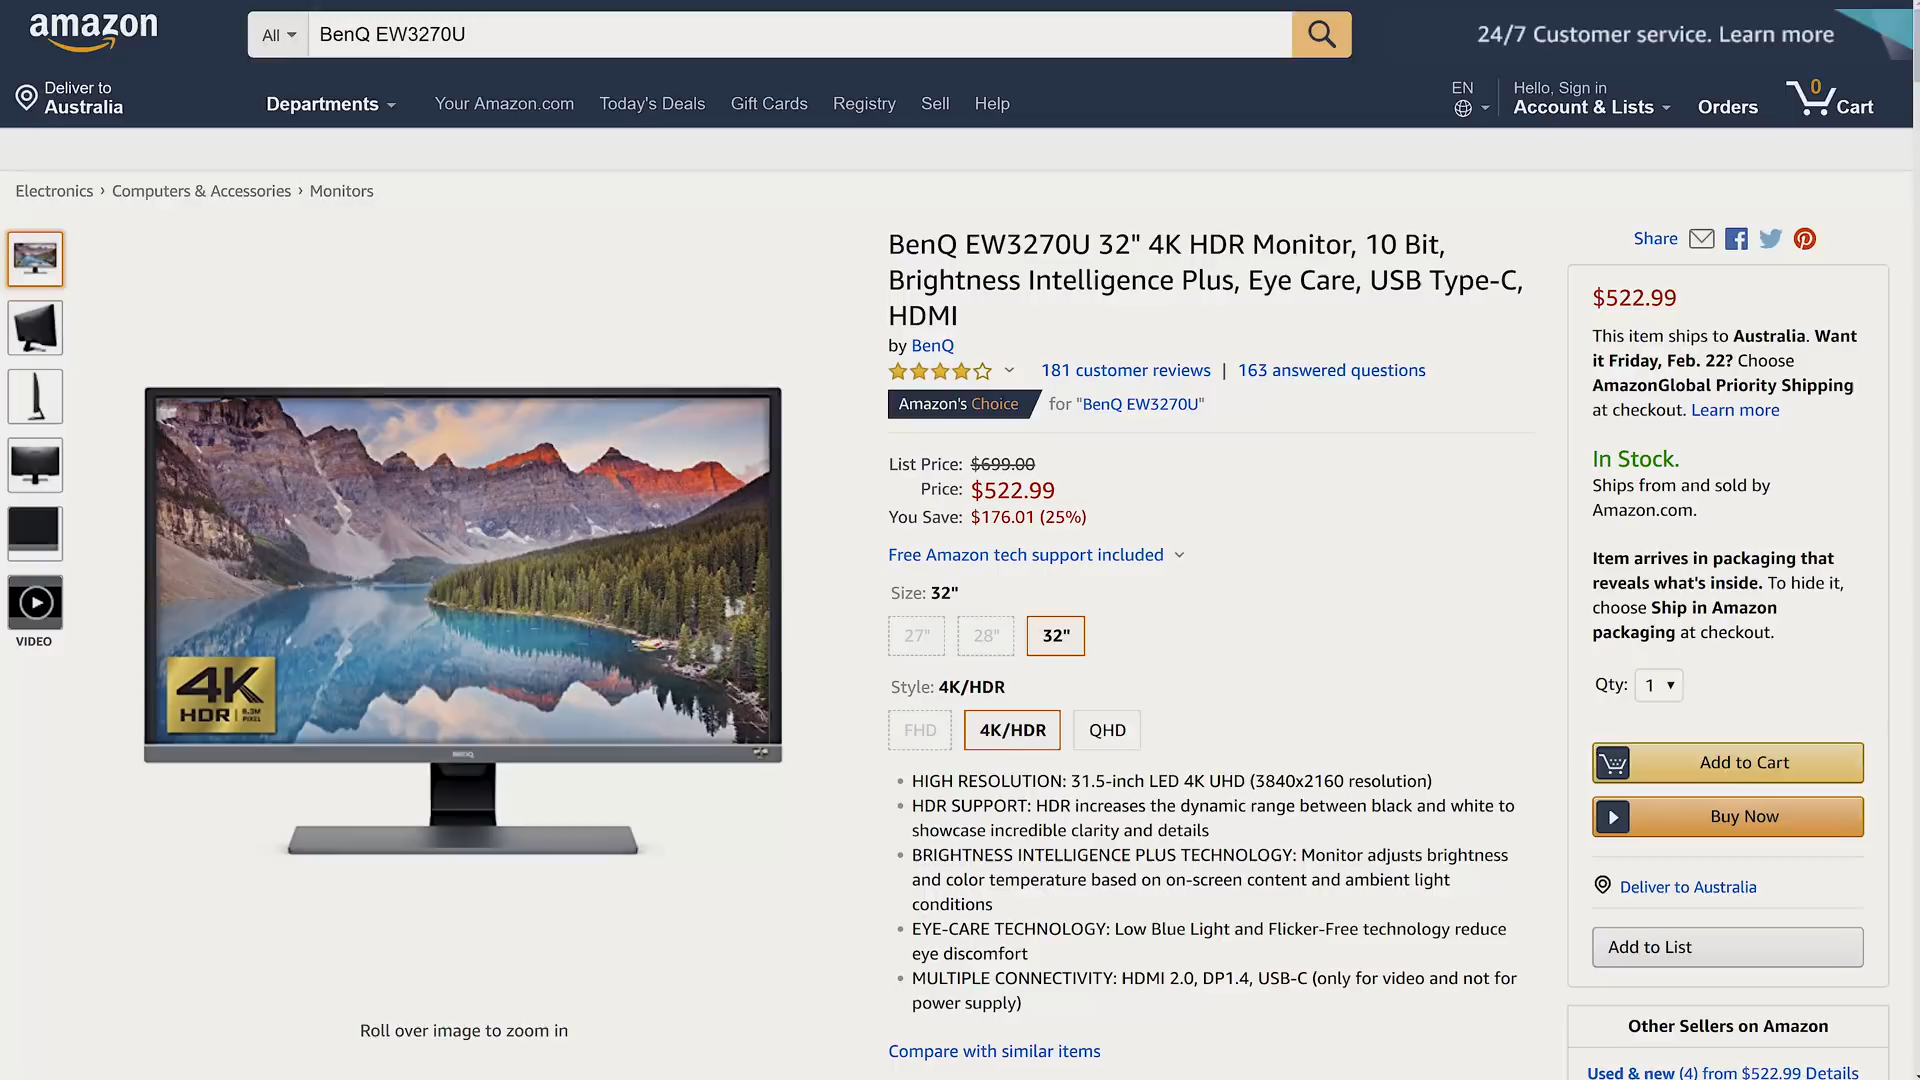 amazon
All
BenQ EW3270U
24/7 Customer service. Learn more
Deliver to
Australia
Departments
Your Amazon.com
Today's Deals
Gift Cards
Registry
Sell
Help
EN
Hello, Sign in
Account & Lists
Orders
0
Cart
Electronics › Computers & Accessories › Monitors
VIDEO
BenQ
4K
HDR 8.3M PIXEL
Roll over image to zoom in
BenQ EW3270U 32" 4K HDR Monitor, 10 Bit,
Brightness Intelligence Plus, Eye Care, USB Type-C,
HDMI
by BenQ
181 customer reviews | 163 answered questions
Amazon's Choice for "BenQ EW3270U"
List Price: $699.00
Price: $522.99
You Save: $176.01 (25%)
Free Amazon tech support included
Size: 32"
27" 28" 32"
Style: 4K/HDR
FHD 4K/HDR QHD
• HIGH RESOLUTION: 31.5-inch LED 4K UHD (3840x2160 resolution)
• HDR SUPPORT: HDR increases the dynamic range between black and white to
showcase incredible clarity and details
• BRIGHTNESS INTELLIGENCE PLUS TECHNOLOGY: Monitor adjusts brightness
and color temperature based on on-screen content and ambient light
conditions
• EYE-CARE TECHNOLOGY: Low Blue Light and Flicker-Free technology reduce
eye discomfort
• MULTIPLE CONNECTIVITY: HDMI 2.0, DP1.4, USB-C (only for video and not for
power supply)
Compare with similar items
Share
$522.99
This item ships to Australia. Want
it Friday, Feb. 22? Choose
AmazonGlobal Priority Shipping
at checkout. Learn more
In Stock.
Ships from and sold by
Amazon.com.
Item arrives in packaging that
reveals what's inside. To hide it,
choose Ship in Amazon
packaging at checkout.
Qty: 1
Add to Cart
Buy Now
Deliver to Australia
Add to List
Other Sellers on Amazon
Used & new (4) from $522.99 Details